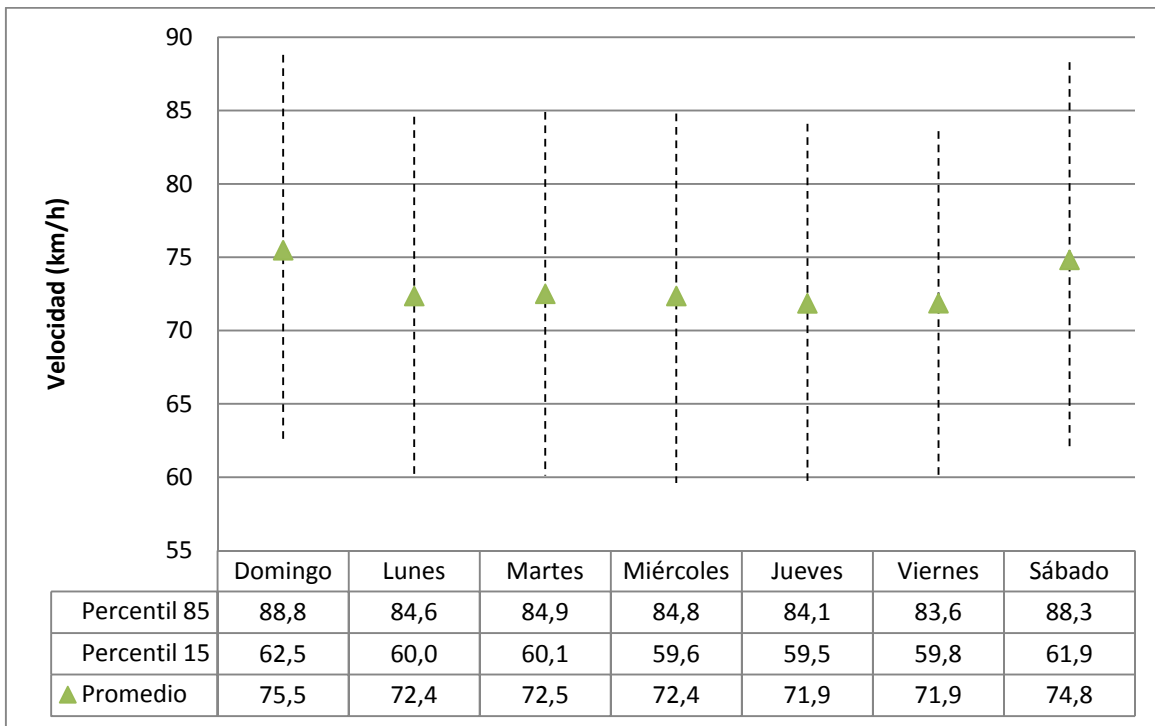 90
85
80
75
70
65
60
55
Velocidad (km/h)
Domingo Lunes Martes Miércoles Jueves Viernes Sábado
Percentil 85 88,8 84,6 84,9 84,8 84,1 83,6 88,3
Percentil 15 62,5 60,0 60,1 59,6 59,5 59,8 61,9
Promedio 75,5 72,4 72,5 72,4 71,9 71,9 74,8